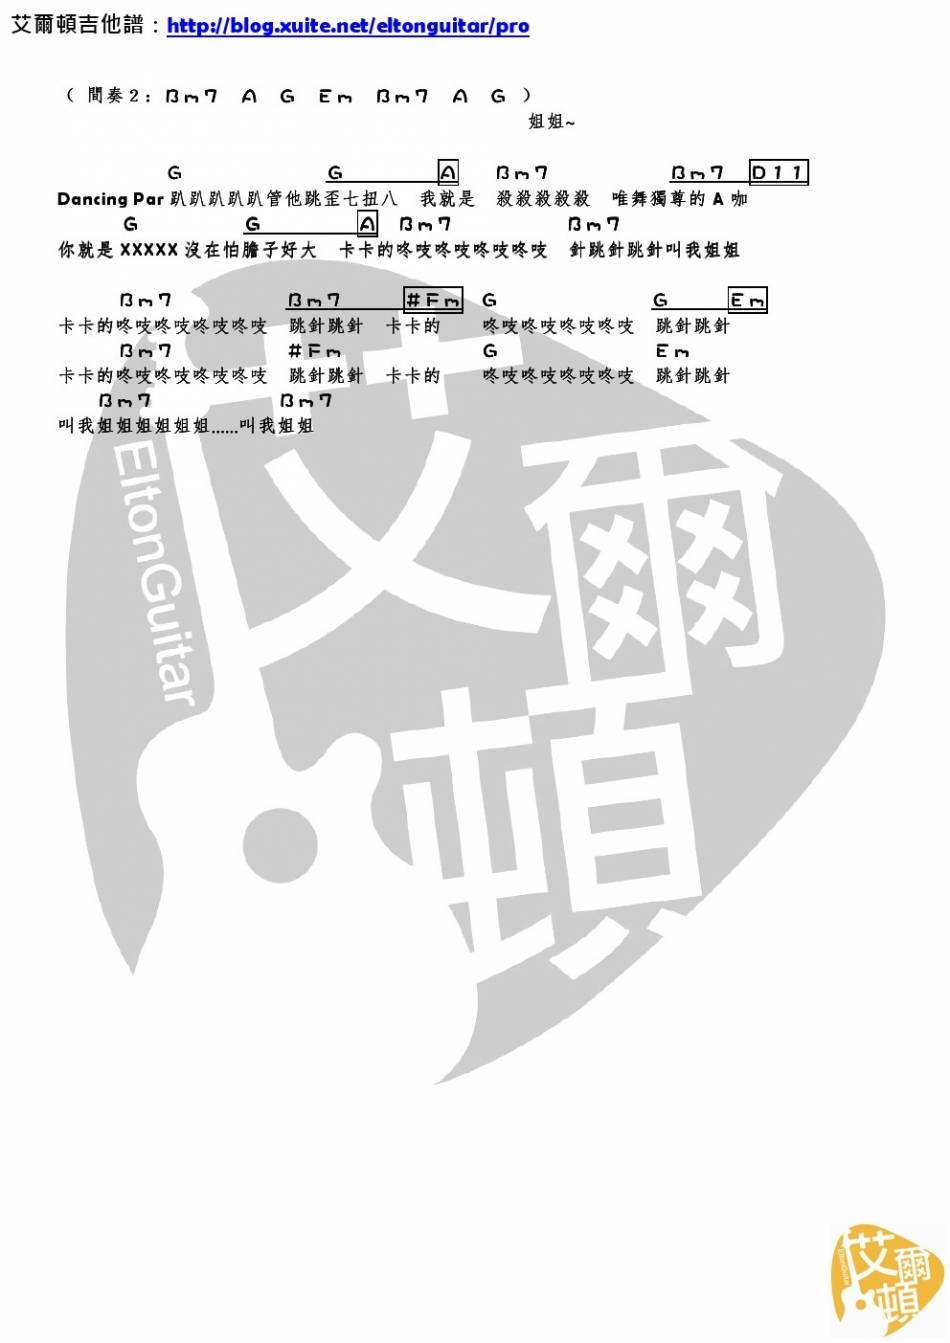 艾爾頓吉他譜：http://blog.xuite.net/eltonguitar/pro
（ 間奏2： Bm7 A G Em Bm7 A G ）
姐姐~
G G A Bm7 Bm7 D11
Dancing Par 趴趴趴趴趴管他跳歪七扭八 我就是 殺殺殺殺殺 唯舞獨尊的 A 咖
G G A Bm7 Bm7
你就是 XXXXX 沒在怕膽子好大 卡卡的咚吱咚吱咚吱咚吱 針跳針跳針叫我姐姐
Bm7 Bm7 #Fm G G Em
卡卡的咚吱咚吱咚吱咚吱 跳針跳針 卡卡的 咚吱咚吱咚吱咚吱 跳針跳針
Bm7 #Fm G Em
卡卡的咚吱咚吱咚吱咚吱 跳針跳針 卡卡的 咚吱咚吱咚吱咚吱 跳針跳針
Bm7 Bm7
叫我姐姐姐姐姐姐......叫我姐姐
艾爾頓
EltonGuitar
艾爾頓
EltonGuitar